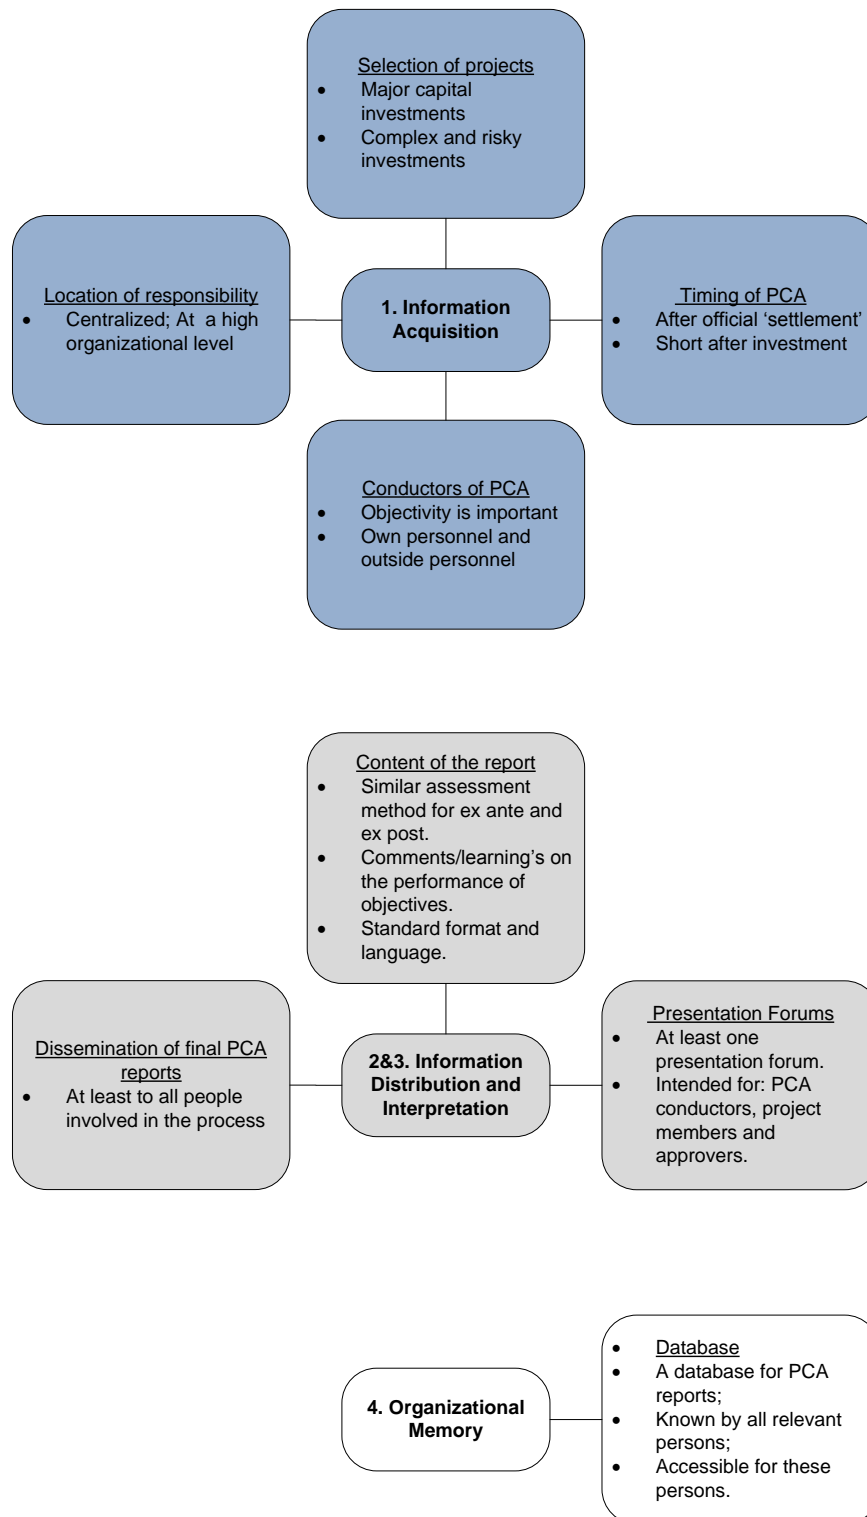 Selection of projects
• Major capital
investments
• Complex and risky
investments
Location of responsibility
• Centralized; At a high
organizational level
1. Information
Acquisition
Timing of PCA
• After official ‘settlement’
• Short after investment
Conductors of PCA
• Objectivity is important
• Own personnel and
outside personnel
Content of the report
• Similar assessment
method for ex ante and
ex post.
• Comments/learning’s on
the performance of
objectives.
• Standard format and
language.
Dissemination of final PCA
reports
• At least to all people
involved in the process
2&3. Information
Distribution and
Interpretation
Presentation Forums
• At least one
presentation forum.
• Intended for: PCA
conductors, project
members and
approvers.
4. Organizational
Memory
• Database
• A database for PCA
reports;
• Known by all relevant
persons;
• Accessible for these
persons.